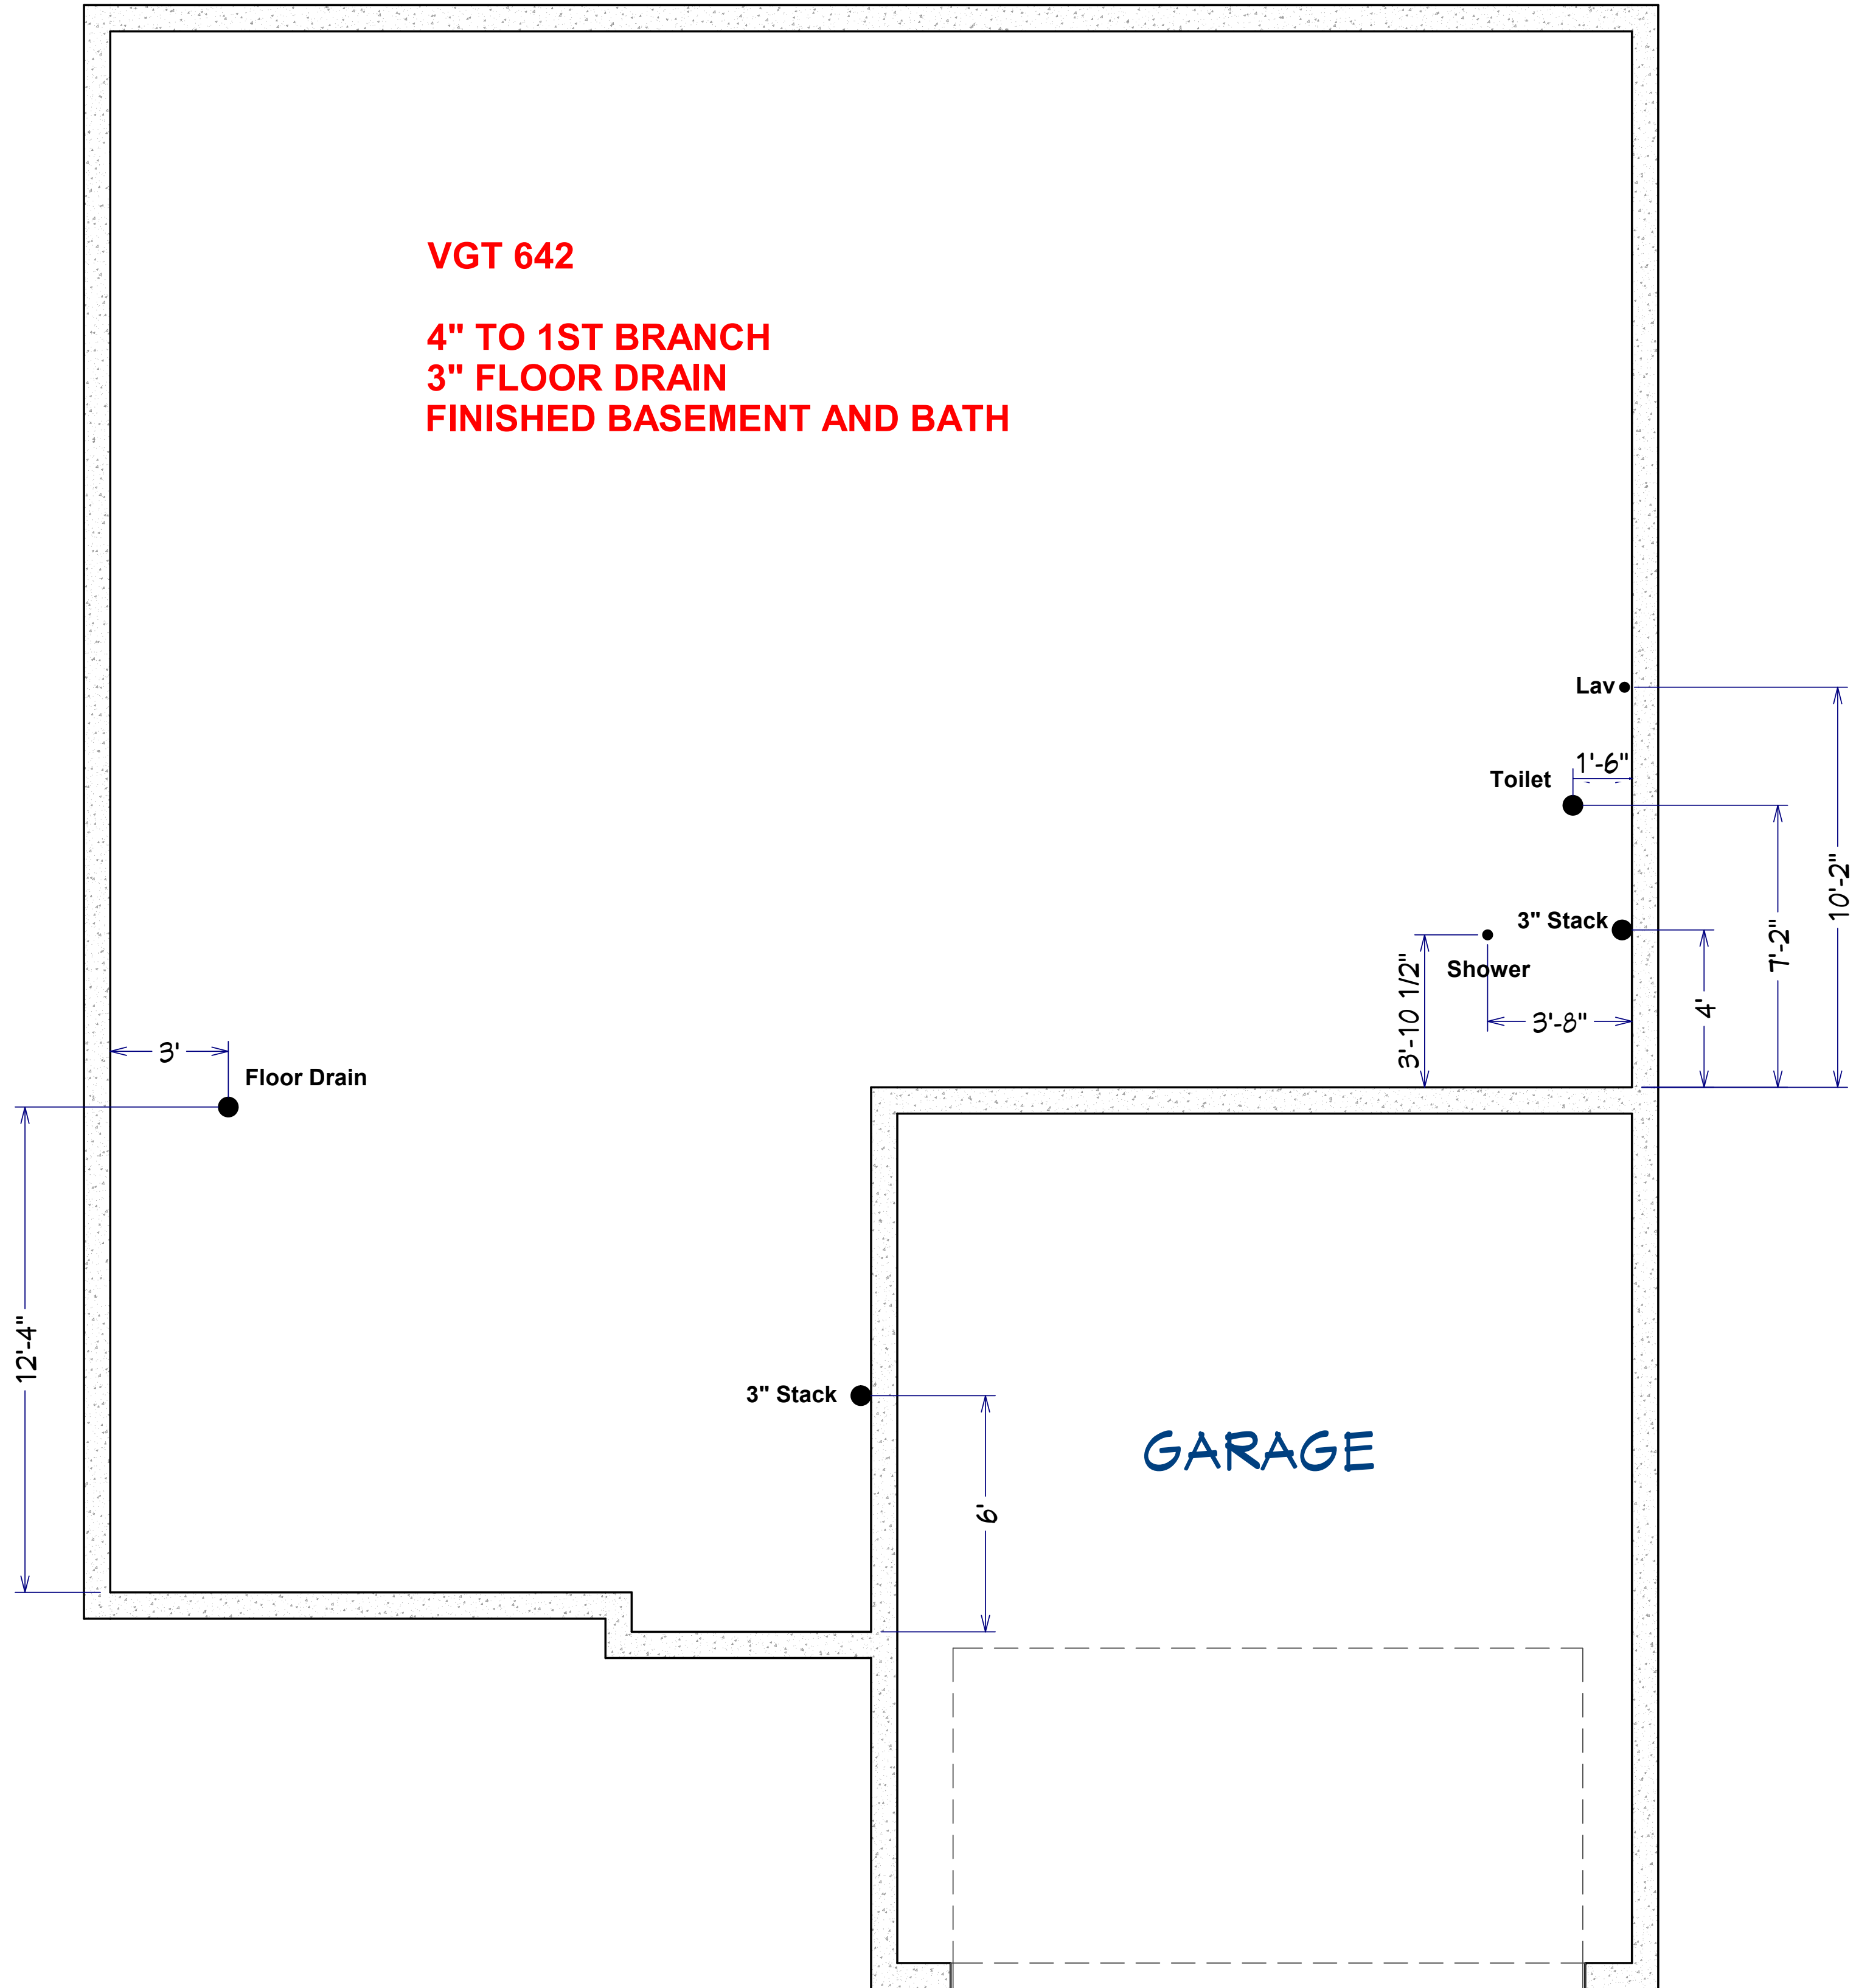 VGT 642
4" TO 1ST BRANCH
3" FLOOR DRAIN
FINISHED BASEMENT AND BATH
Lav
1'-6"
Toilet
10'-2"
3" Stack
7'-2"
Shower
3'-10 1/2"
4'
3'-8"
3'
Floor Drain
12'-4"
3" Stack
GARAGE
6'